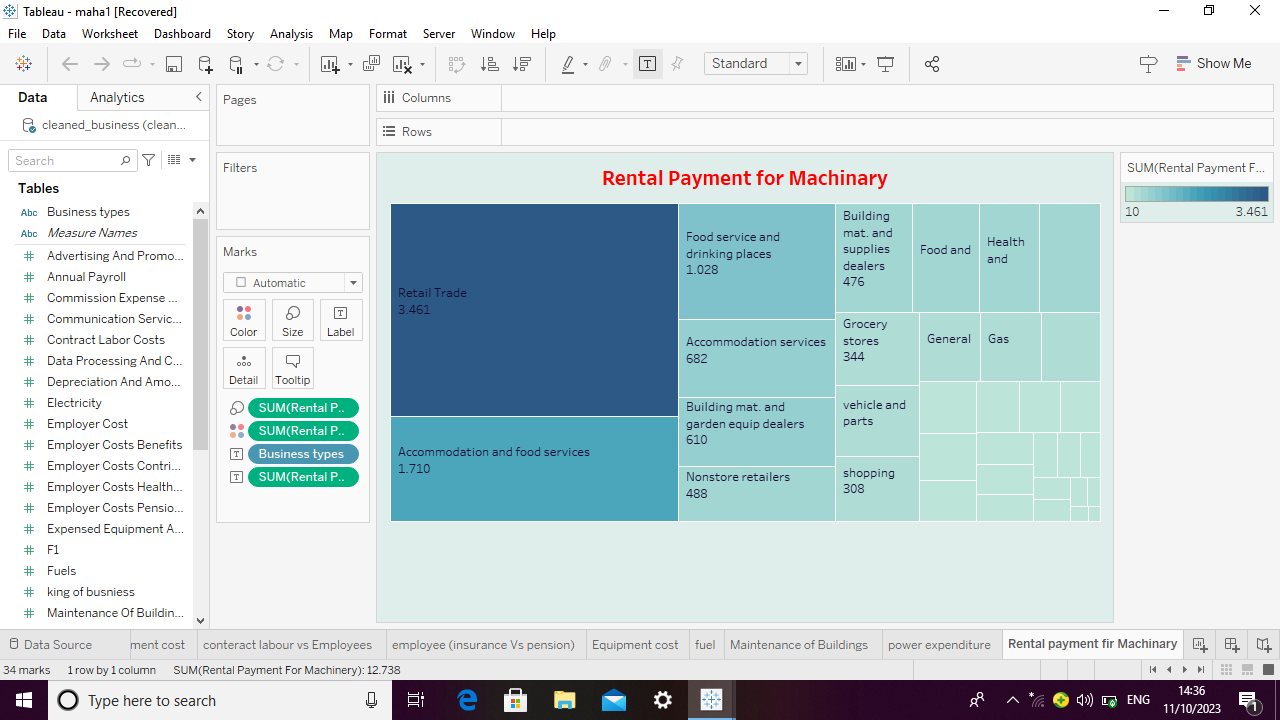 Tableau - maha1 [Recovered]
File Data Worksheet Dashboard Story Analysis Map Format Server Window Help
Standard
Show Me
Data Analytics
cleaned_business (clean...
Search
Tables
Abc Business types
Abc Measure Names
Advertising And Promo...
Annual Payroll
Commission Expense ...
Communication Servic...
Contract Labor Costs
Data Processing And C...
Depreciation And Amo...
Electricity
Employer Cost
Employer Costs Benefits
Employer Costs Contri...
Employer Costs Health...
Employer Costs Pensio...
Expensed Equipment A...
F1
Fuels
king of busniess
Maintenance Of Buildin...
Pages
Filters
Marks
Automatic
Color Size Label
Detail Tooltip
SUM(Rental P..
SUM(Rental P..
Business types
SUM(Rental P..
Columns
Rows
Rental Payment for Machinary
Retail Trade
3.461
Accommodation and food services
1.710
Food service and
drinking places
1.028
Accommodation services
682
Building mat. and
garden equip dealers
610
Nonstore retailers
488
Building
mat. and
supplies
dealers
476
Grocery
stores
344
vehicle and
parts
shopping
308
Food and
Health
and
General
Gas
SUM(Rental Payment F...
10 3.461
Data Source
ment cost
conteract labour vs Employees
employee (insurance Vs pension)
Equipment cost
fuel
Maintenance of Buildings
power expenditure
Rental payment fir Machinary
34 marks 1 row by 1 column SUM(Rental Payment For Machinery): 12.738
Type here to search
ENG
14:36
11/10/2023
1